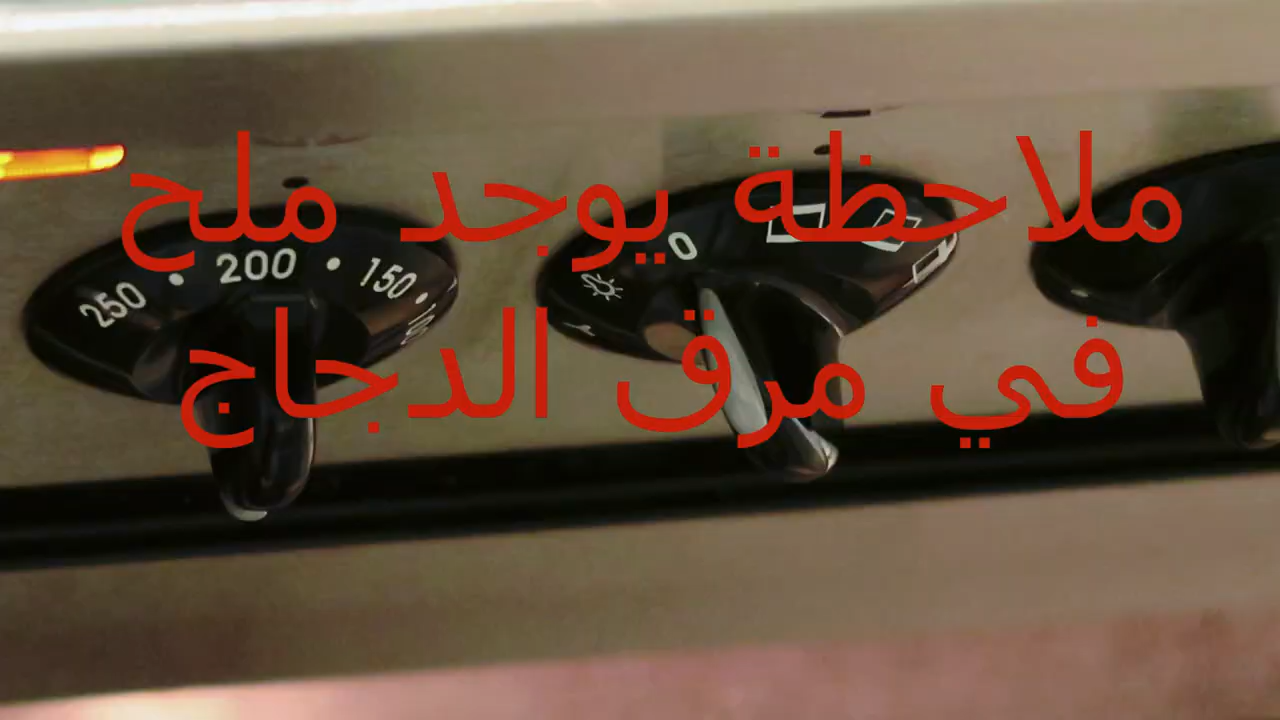 ملاحظة يوجد ملح
في مرق الدجاج
250 • 200 • 150 •
0